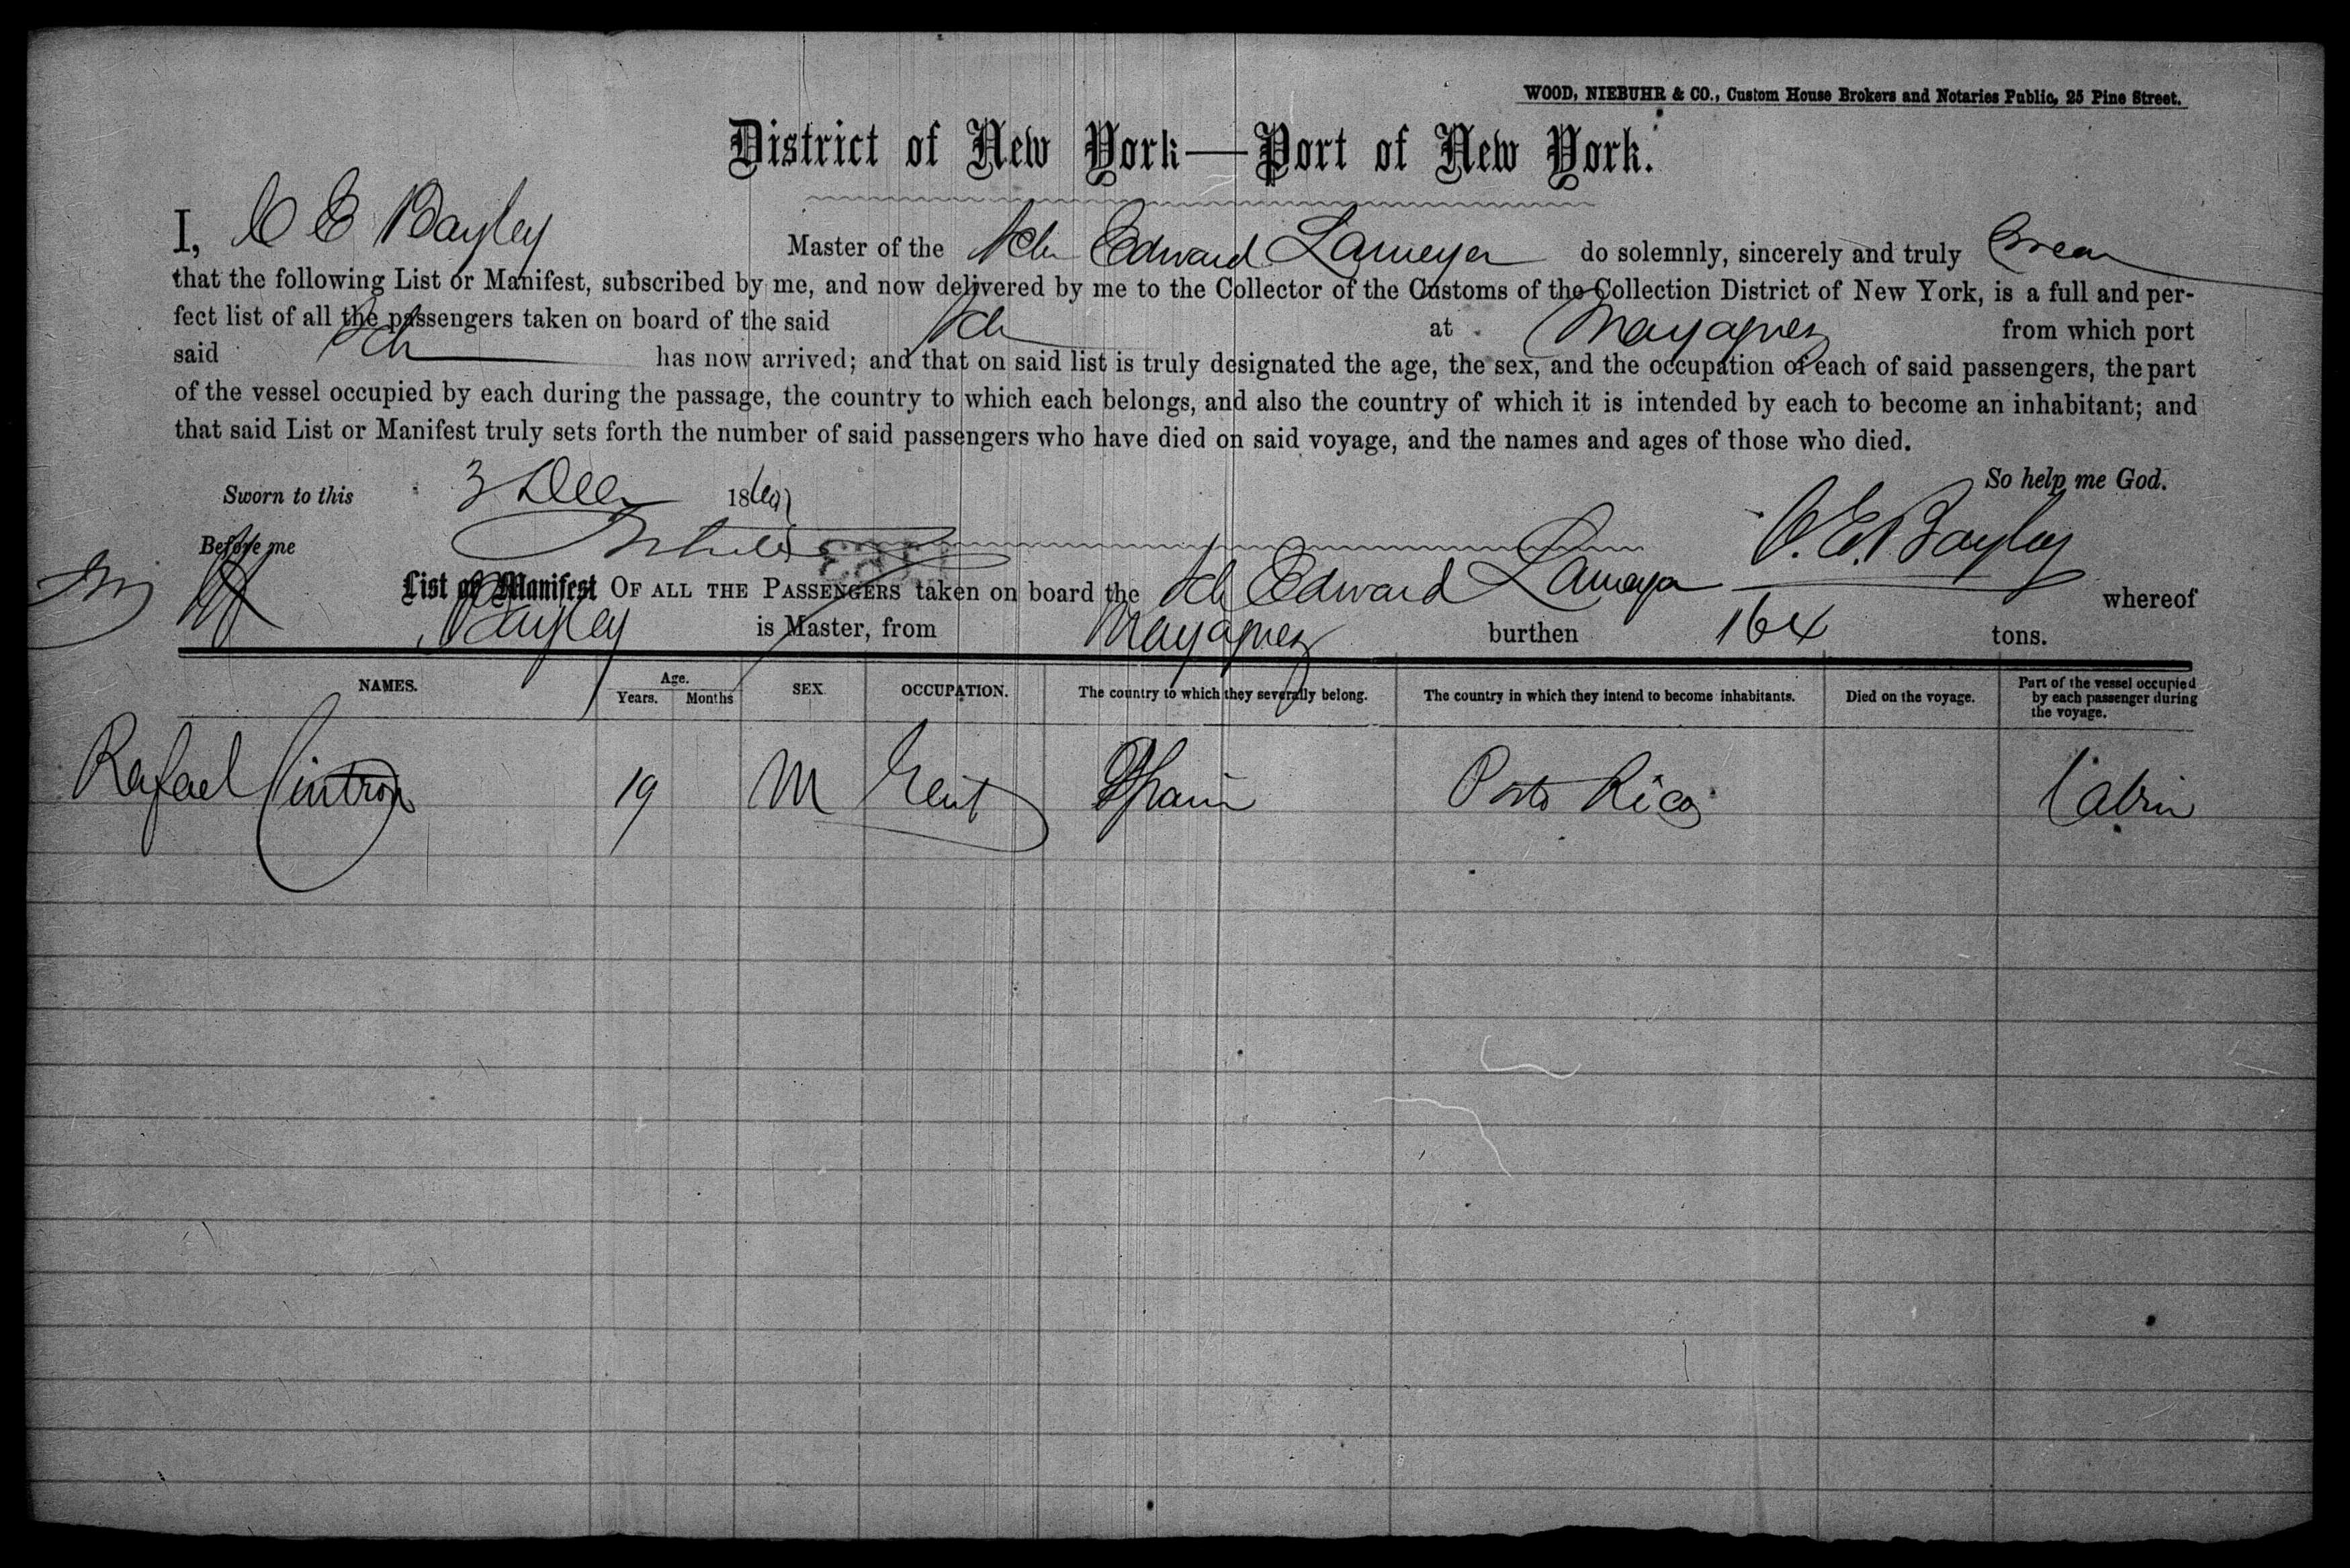 WOOD, NIEBUHR & CO., Custom House Brokers and Notaries Public, 25 Pine Street.
District of New York—Port of New York.
I, C E Bayley Master of the Sch Edward Lameyer do solemnly, sincerely and truly Swear
that the following List or Manifest, subscribed by me, and now delivered by me to the Collector of the Customs of the Collection District of New York, is a full and per-
fect list of all the passengers taken on board of the said Sch at Mayaguez from which port
said Sch has now arrived; and that on said list is truly designated the age, the sex, and the occupation of each of said passengers, the part
of the vessel occupied by each during the passage, the country to which each belongs, and also the country of which it is intended by each to become an inhabitant; and
that said List or Manifest truly sets forth the number of said passengers who have died on said voyage, and the names and ages of those who died.
So help me God.
Sworn to this 3 Dec 186
Before me C. E. Bayley
List or Manifest OF ALL THE PASSENGERS taken on board the Sch Edward Lameyer whereof
Bayley is Master, from Mayaguez burthen 164 tons.
NAMES. Age. Years. Months SEX OCCUPATION. The country to which they severally belong. The country in which they intend to become inhabitants. Died on the voyage. Part of the vessel occupied by each passenger during the voyage.
Rafael Cintron 19 M Gent Spain Porto Rico Cabin